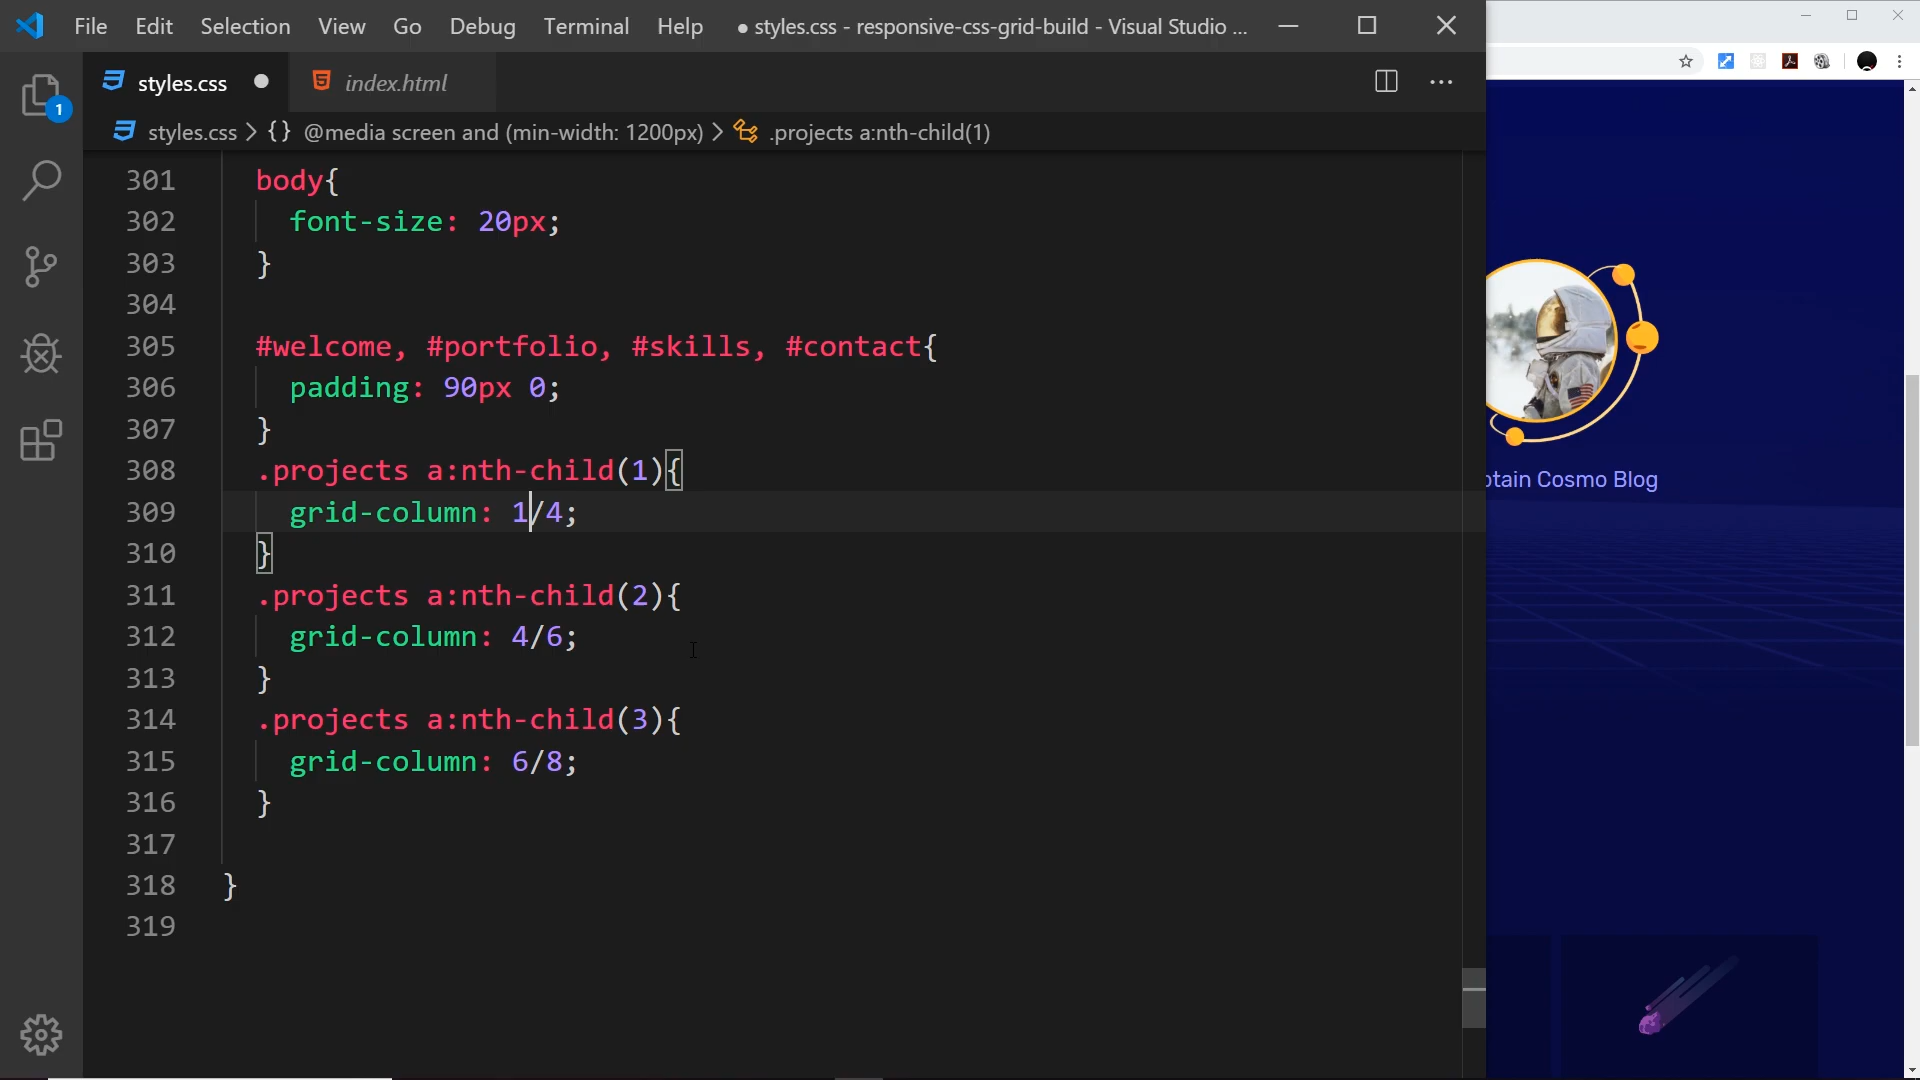 File Edit Selection View Go Debug Terminal Help ● styles.css - responsive-css-grid-build - Visual Studio ...
styles.css ● index.html
1
styles.css > {} @media screen and (min-width: 1200px) > .projects a:nth-child(1)
301 body{
302 font-size: 20px;
303 }
304
305 #welcome, #portfolio, #skills, #contact{
306 padding: 90px 0;
307 }
308 .projects a:nth-child(1){
309 grid-column: 1/4;
310 }
311 .projects a:nth-child(2){
312 grid-column: 4/6;
313 }
314 .projects a:nth-child(3){
315 grid-column: 6/8;
316 }
317
318 }
319
Cosmo Blog